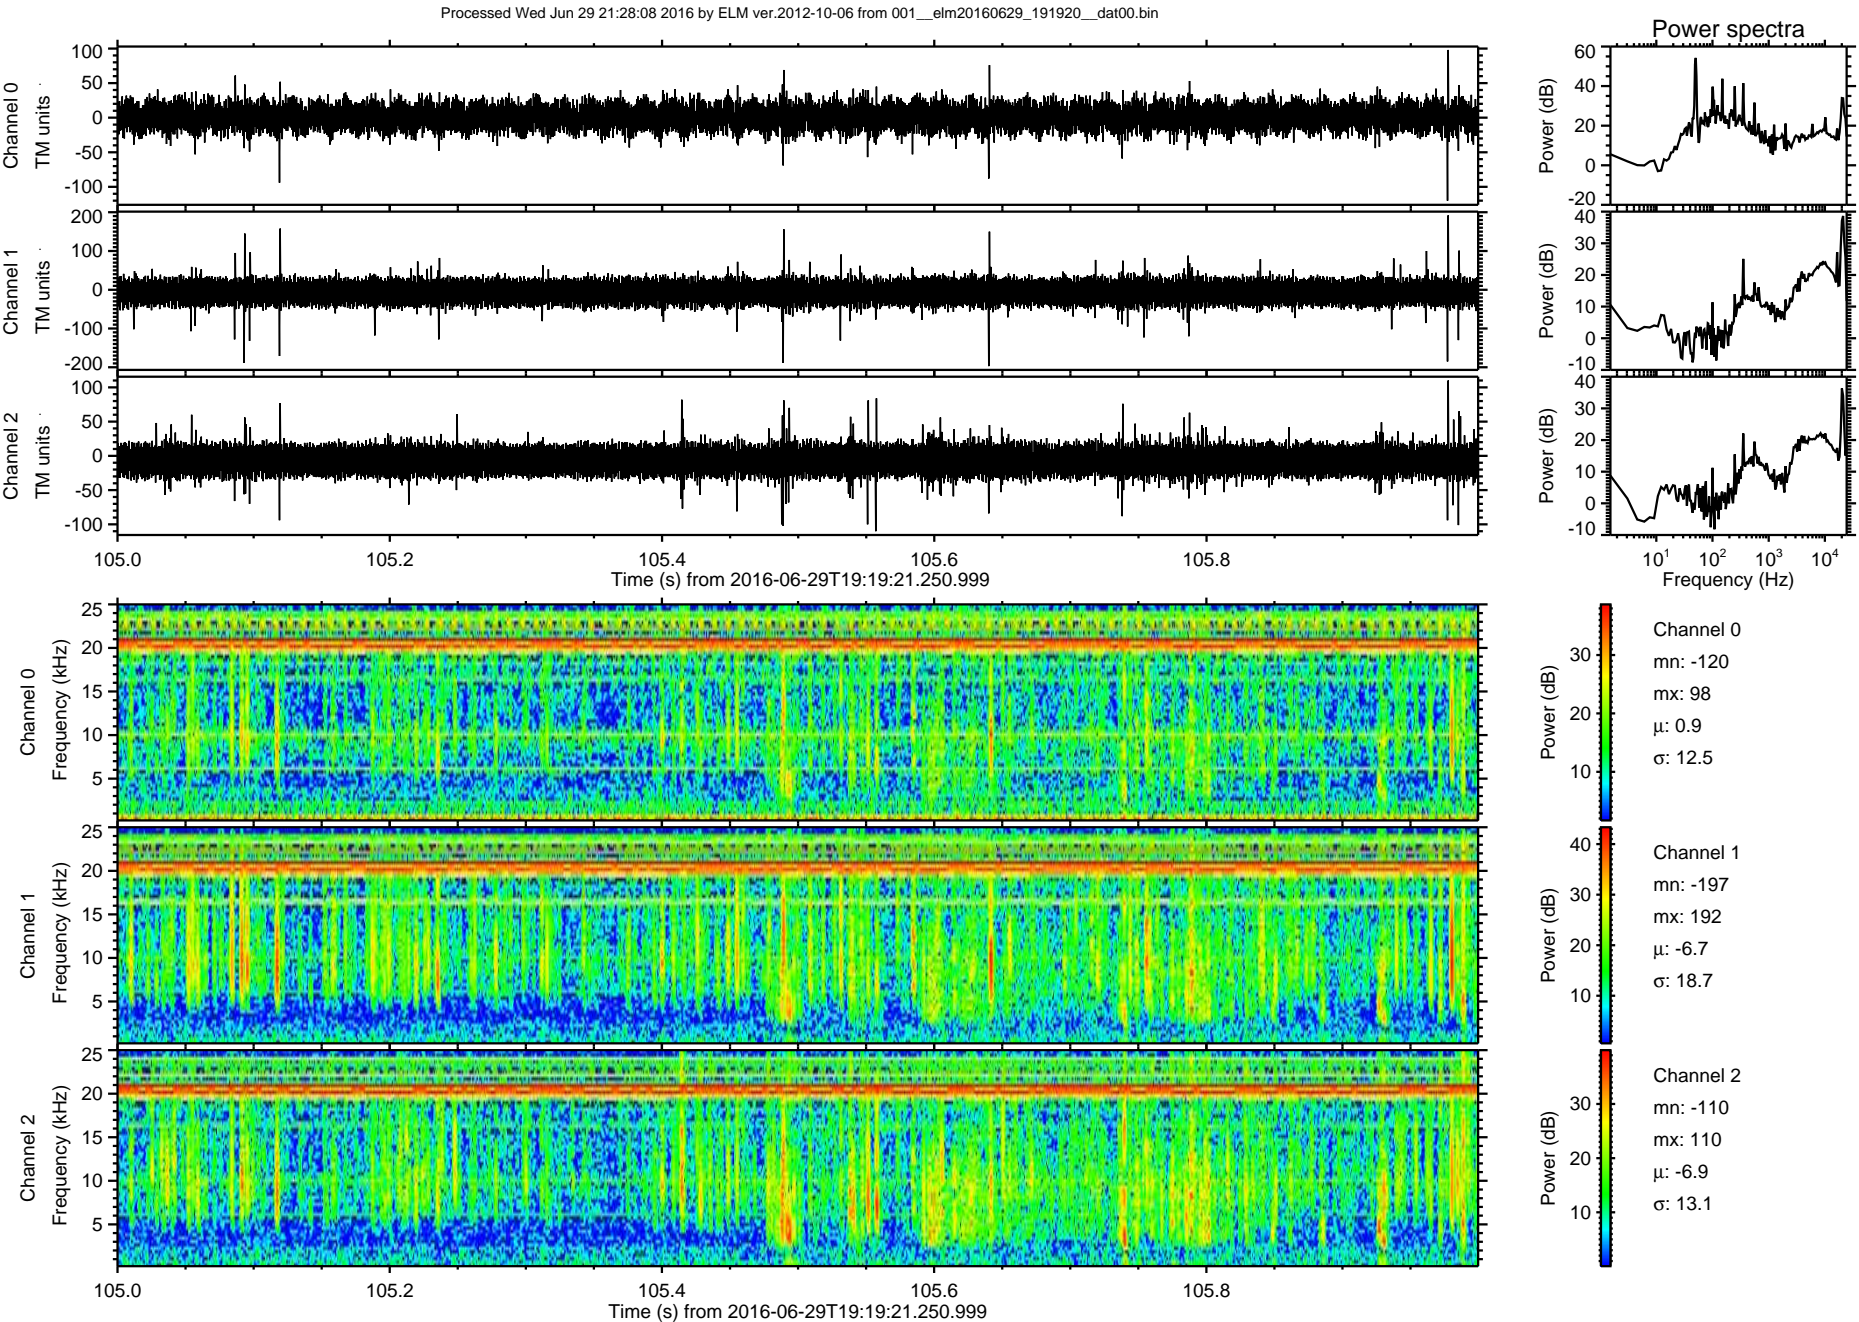 Processed Wed Jun 29 21:28:08 2016 by ELM ver.2012-10-06 from 001__elm20160629_191920__dat00.bin
Power spectra
Channel 0
TM units
100
50
0
-50
-100
Power (dB)
60
40
20
0
-20
Channel 1
TM units
200
100
0
-100
-200
Power (dB)
40
30
20
10
0
-10
Channel 2
TM units
100
50
0
-50
-100
Power (dB)
40
30
20
10
0
-10
105.0 105.2 105.4 105.6 105.8
Time (s) from 2016-06-29T19:19:21.250.999
10¹ 10² 10³ 10⁴
Frequency (Hz)
Channel 0
Frequency (kHz)
25
20
15
10
5
Power (dB)
30
20
10
Channel 0
mn: -120
mx: 98
μ: 0.9
σ: 12.5
Channel 1
Frequency (kHz)
25
20
15
10
5
Power (dB)
40
30
20
10
Channel 1
mn: -197
mx: 192
μ: -6.7
σ: 18.7
Channel 2
Frequency (kHz)
25
20
15
10
5
Power (dB)
30
20
10
Channel 2
mn: -110
mx: 110
μ: -6.9
σ: 13.1
105.0 105.2 105.4 105.6 105.8
Time (s) from 2016-06-29T19:19:21.250.999